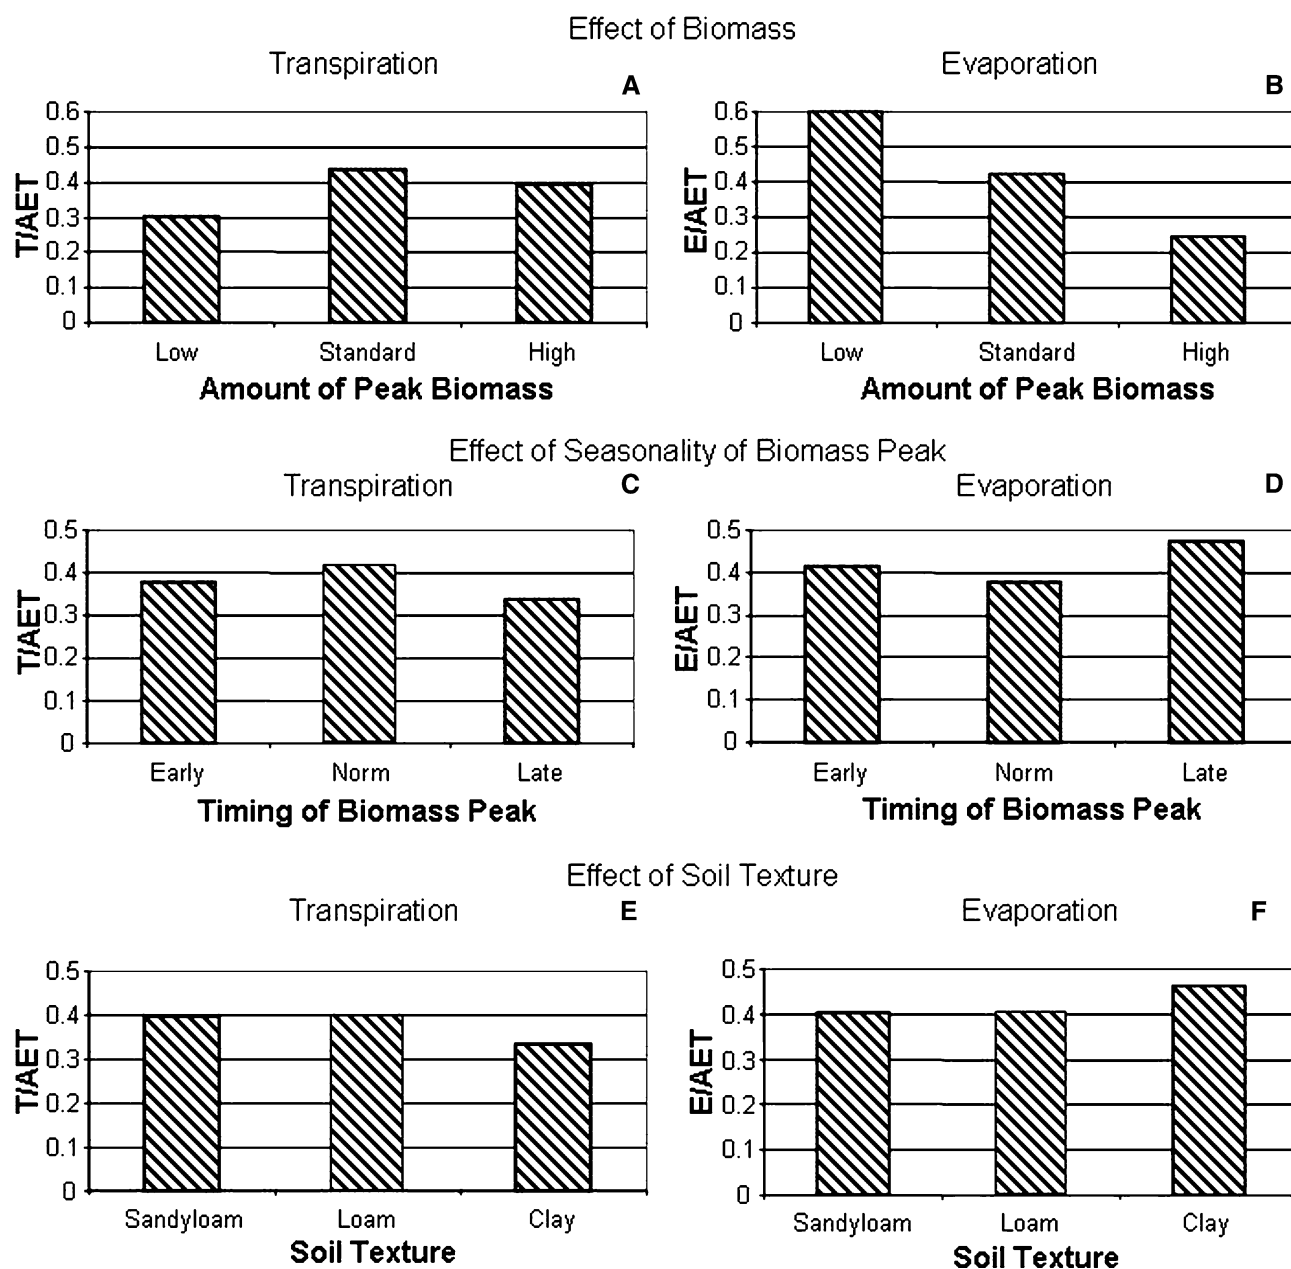 Effect of Biomass
Transpiration
A
Evaporation
B
0.6
0.5
0.4
0.3
0.2
0.1
0
T/AET
Low
Standard
High
Amount of Peak Biomass
0.6
0.5
0.4
0.3
0.2
0.1
0
E/AET
Low
Standard
High
Amount of Peak Biomass
Effect of Seasonality of Biomass Peak
Transpiration
C
Evaporation
D
0.5
0.4
0.3
0.2
0.1
0
T/AET
Early
Norm
Late
Timing of Biomass Peak
0.5
0.4
0.3
0.2
0.1
0
E/AET
Early
Norm
Late
Timing of Biomass Peak
Effect of Soil Texture
Transpiration
E
Evaporation
F
0.5
0.4
0.3
0.2
0.1
0
T/AET
Sandyloam
Loam
Clay
Soil Texture
0.5
0.4
0.3
0.2
0.1
0
E/AET
Sandyloam
Loam
Clay
Soil Texture